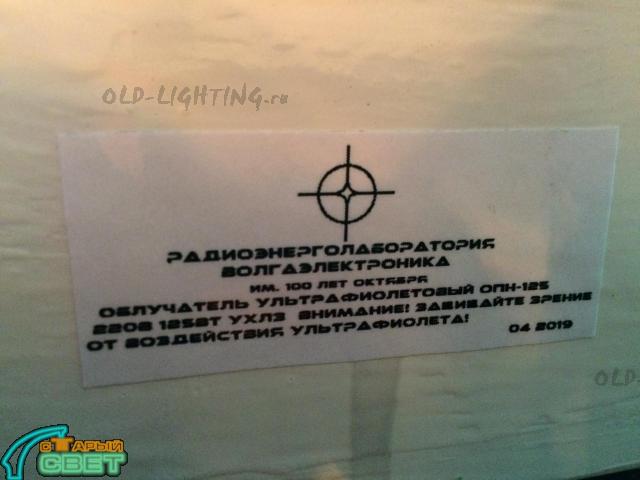 OLD-LIGHTING.ru
РАДИОЭНЕРГОЛАБОРАТОРИЯ
ВОЛГАЭЛЕКТРОНИКА
ИМ. 100 ЛЕТ ОКТЯБРЯ
ОБЛУЧАТЕЛЬ УЛЬТРАФИОЛЕТОВЫЙ ОПН-125
220В 125ВТ УХЛ3 ВНИМАНИЕ! ЗАБИВАЙТЕ ЗРЕНИЕ
ОТ ВОЗДЕЙСТВИЯ УЛЬТРАФИОЛЕТА! 04 2019
OLD-
СТАРЫЙ
СВЕТ